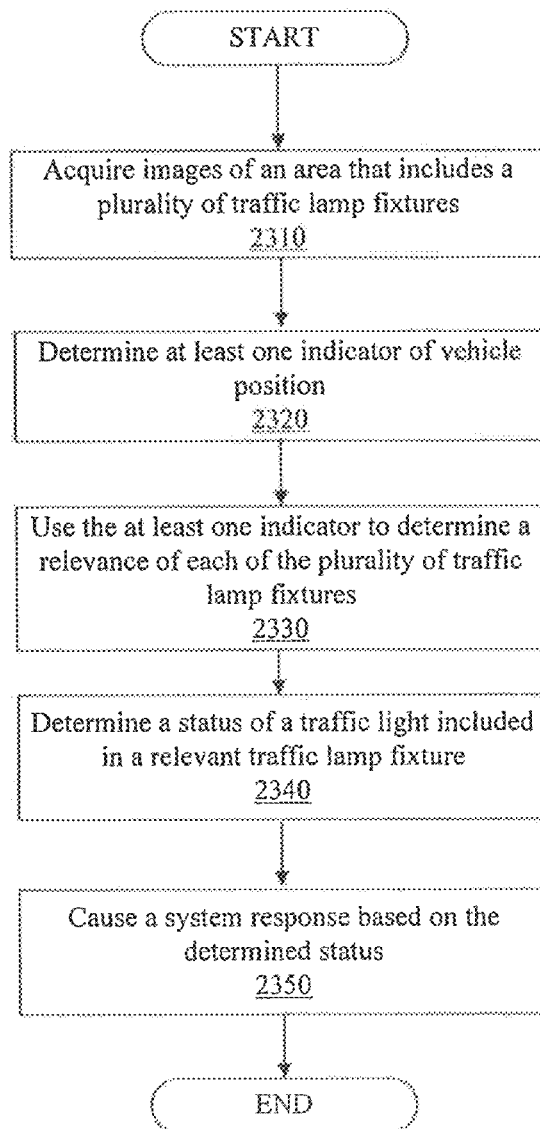 START
Acquire images of an area that includes a
plurality of traffic lamp fixtures
2310
Determine at least one indicator of vehicle
position
2320
Use the at least one indicator to determine a
relevance of each of the plurality of traffic
lamp fixtures
2330
Determine a status of a traffic light included
in a relevant traffic lamp fixture
2340
Cause a system response based on the
determined status
2350
END